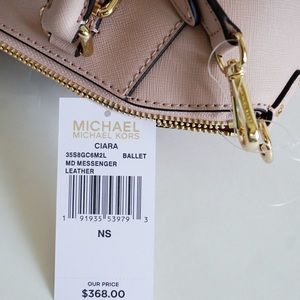 MICHAEL
MICHAEL KORS
CIARA
35S8GC6M2L BALLET
MD MESSENGER
LEATHER
1 91935 53979 3
NS
OUR PRICE
$368.00